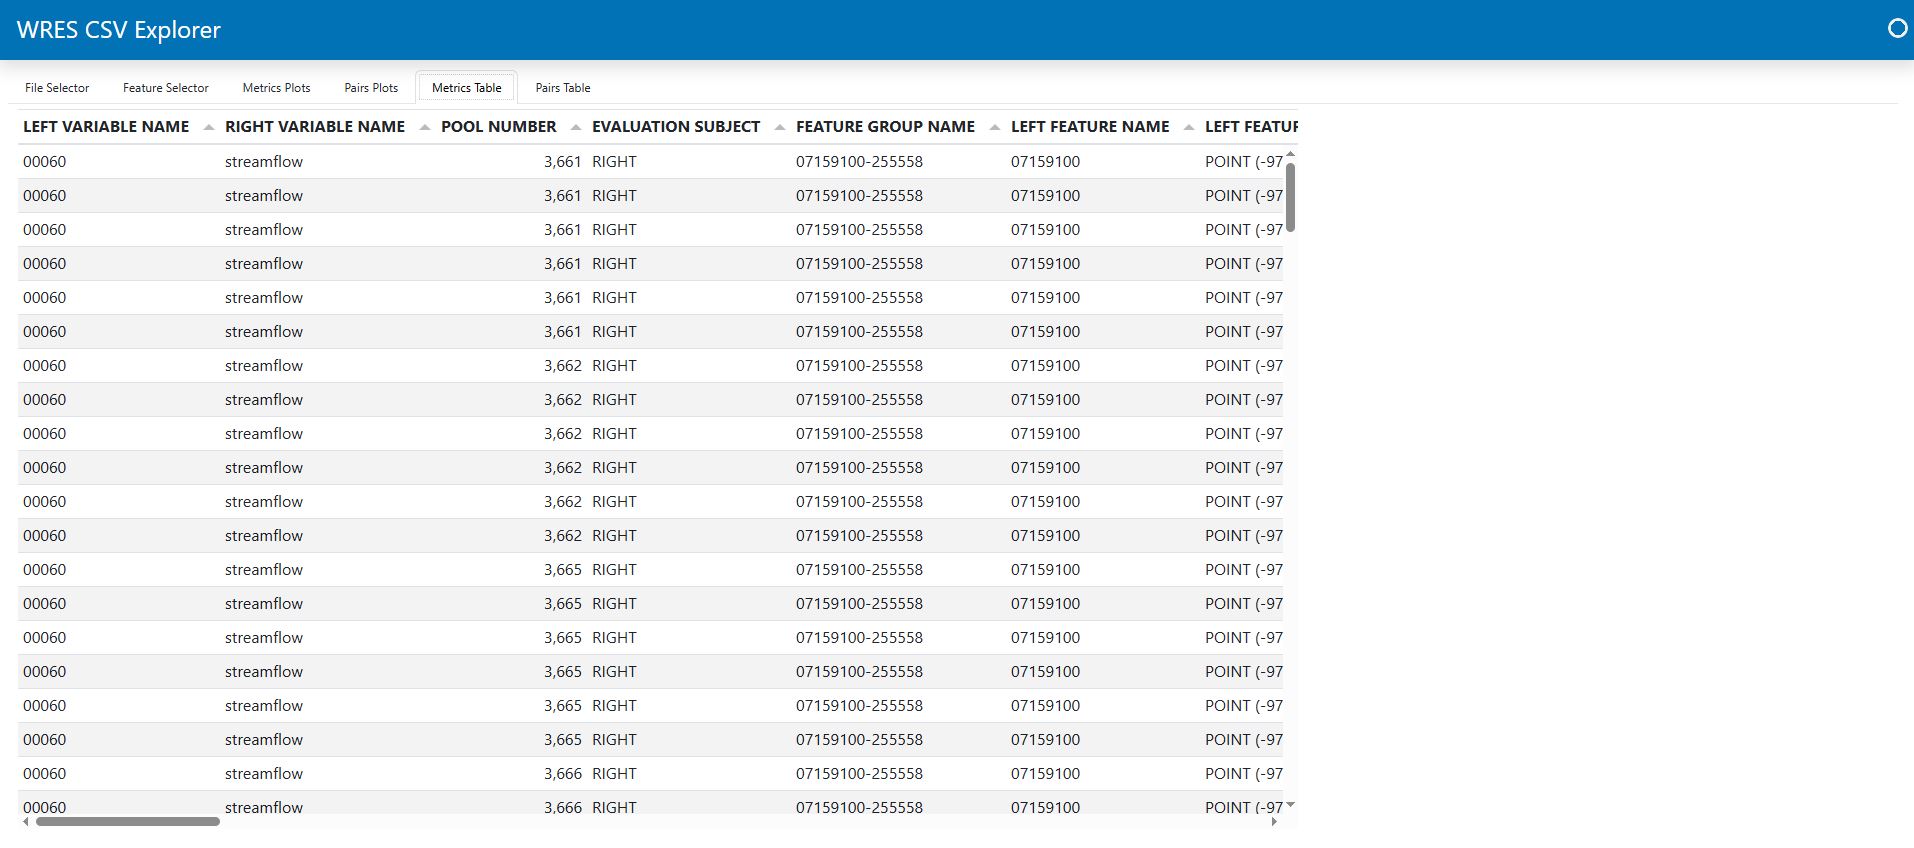 WRES CSV Explorer
File Selector Feature Selector Metrics Plots Pairs Plots Metrics Table Pairs Table
LEFT VARIABLE NAME RIGHT VARIABLE NAME POOL NUMBER EVALUATION SUBJECT FEATURE GROUP NAME LEFT FEATURE NAME LEFT FEATUR
00060 streamflow 3,661 RIGHT 07159100-255558 07159100 POINT (-97
00060 streamflow 3,661 RIGHT 07159100-255558 07159100 POINT (-97
00060 streamflow 3,661 RIGHT 07159100-255558 07159100 POINT (-97
00060 streamflow 3,661 RIGHT 07159100-255558 07159100 POINT (-97
00060 streamflow 3,661 RIGHT 07159100-255558 07159100 POINT (-97
00060 streamflow 3,661 RIGHT 07159100-255558 07159100 POINT (-97
00060 streamflow 3,662 RIGHT 07159100-255558 07159100 POINT (-97
00060 streamflow 3,662 RIGHT 07159100-255558 07159100 POINT (-97
00060 streamflow 3,662 RIGHT 07159100-255558 07159100 POINT (-97
00060 streamflow 3,662 RIGHT 07159100-255558 07159100 POINT (-97
00060 streamflow 3,662 RIGHT 07159100-255558 07159100 POINT (-97
00060 streamflow 3,662 RIGHT 07159100-255558 07159100 POINT (-97
00060 streamflow 3,665 RIGHT 07159100-255558 07159100 POINT (-97
00060 streamflow 3,665 RIGHT 07159100-255558 07159100 POINT (-97
00060 streamflow 3,665 RIGHT 07159100-255558 07159100 POINT (-97
00060 streamflow 3,665 RIGHT 07159100-255558 07159100 POINT (-97
00060 streamflow 3,665 RIGHT 07159100-255558 07159100 POINT (-97
00060 streamflow 3,665 RIGHT 07159100-255558 07159100 POINT (-97
00060 streamflow 3,666 RIGHT 07159100-255558 07159100 POINT (-97
00060 streamflow 3,666 RIGHT 07159100-255558 07159100 POINT (-97